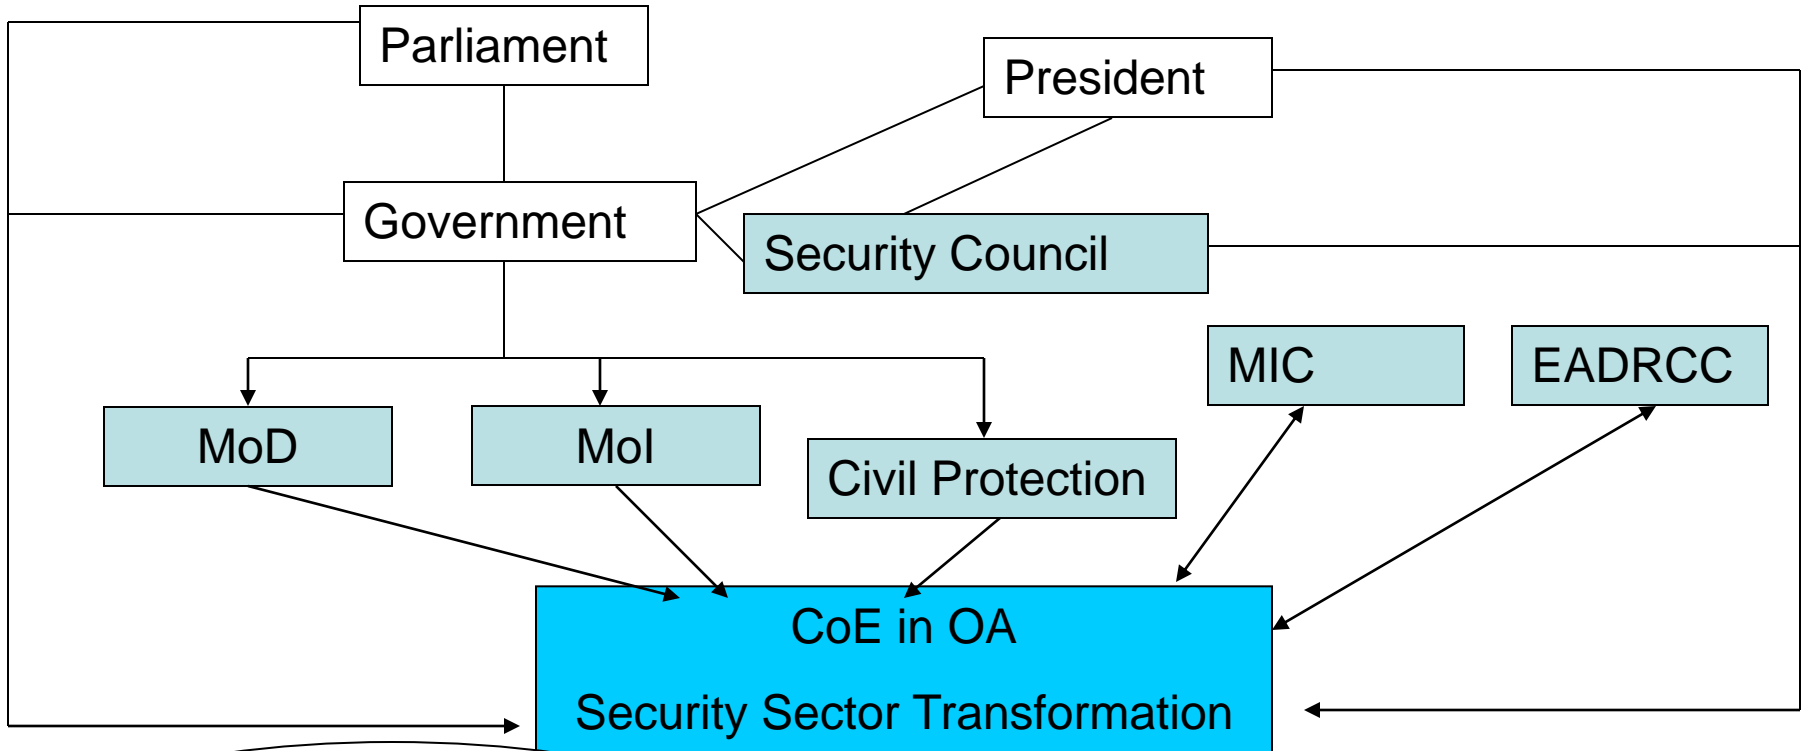 Parliament
President
Government
Security Council
MIC
EADRCC
MoD
MoI
Civil Protection
CoE in OA
Security Sector Transformation